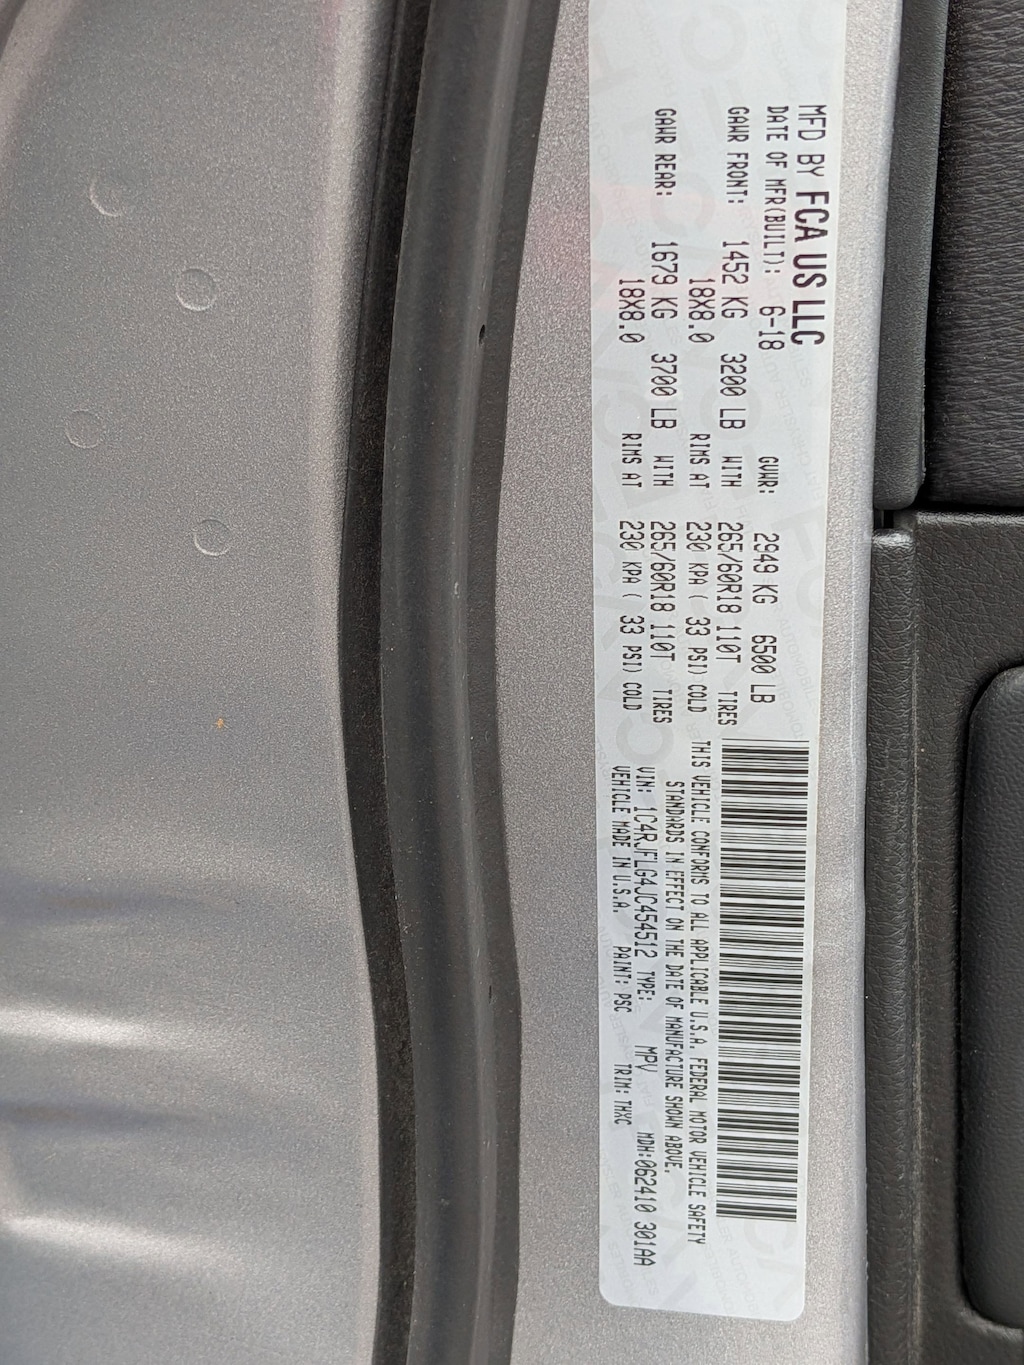 MFD BY FCA US LLC
DATE OF MFR(BUILT): 6-18 GVWR: 2949 KG 6500 LB
GAWR FRONT: 1452 KG 3200 LB WITH 265/60R18 110T TIRES
18X8.0 RIMS AT 230 KPA ( 33 PSI) COLD
GAWR REAR: 1679 KG 3700 LB WITH 265/60R18 110T TIRES
18X8.0 RIMS AT 230 KPA ( 33 PSI) COLD
THIS VEHICLE CONFORMS TO ALL APPLICABLE U.S.A. FEDERAL MOTOR VEHICLE SAFETY
STANDARDS IN EFFECT ON THE DATE OF MANUFACTURE SHOWN ABOVE.
VIN: 1C4RJFLG4JC454512 TYPE: MPV MDH:062410 301AA
VEHICLE MADE IN U.S.A. PAINT: PSC TRIM: THXC